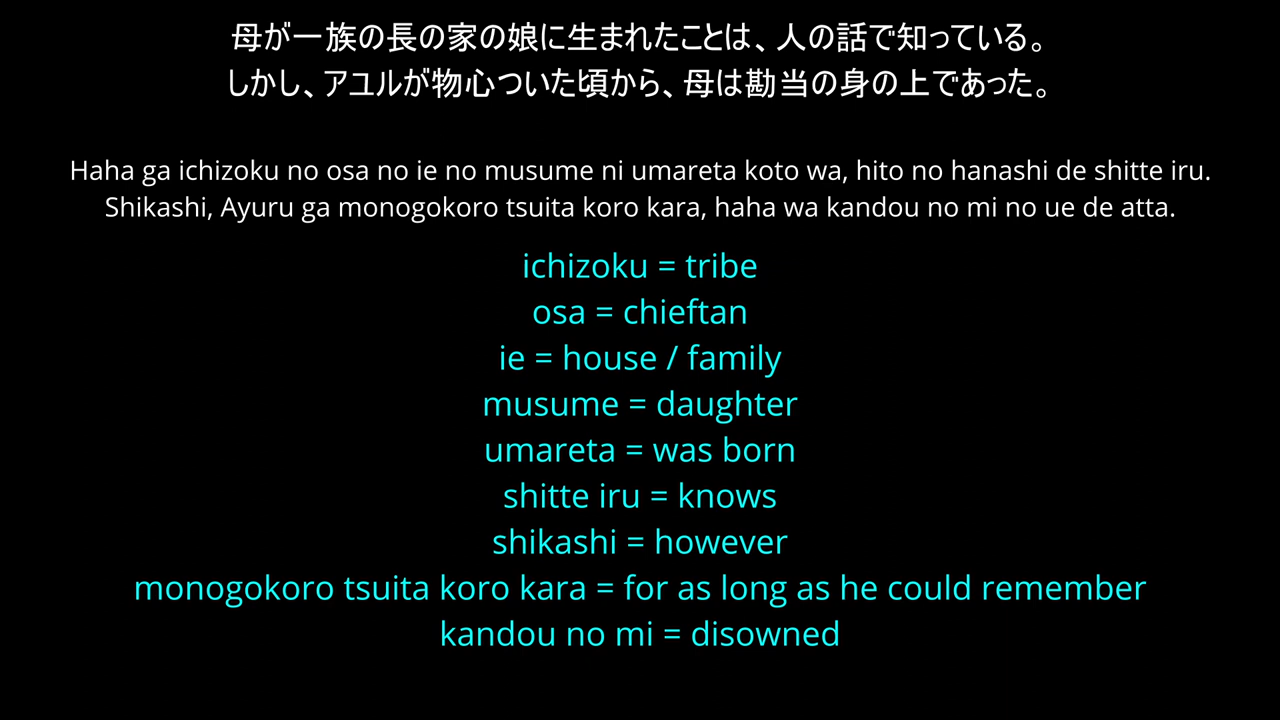 母が一族の長の家の娘に生まれたことは、人の話で知っている。
しかし、アユルが物心ついた頃から、母は勘当の身の上であった。
Haha ga ichizoku no osa no ie no musume ni umareta koto wa, hito no hanashi de shitte iru.
Shikashi, Ayuru ga monogokoro tsuita koro kara, haha wa kandou no mi no ue de atta.
ichizoku = tribe
osa = chieftan
ie = house / family
musume = daughter
umareta = was born
shitte iru = knows
shikashi = however
monogokoro tsuita koro kara = for as long as he could remember
kandou no mi = disowned